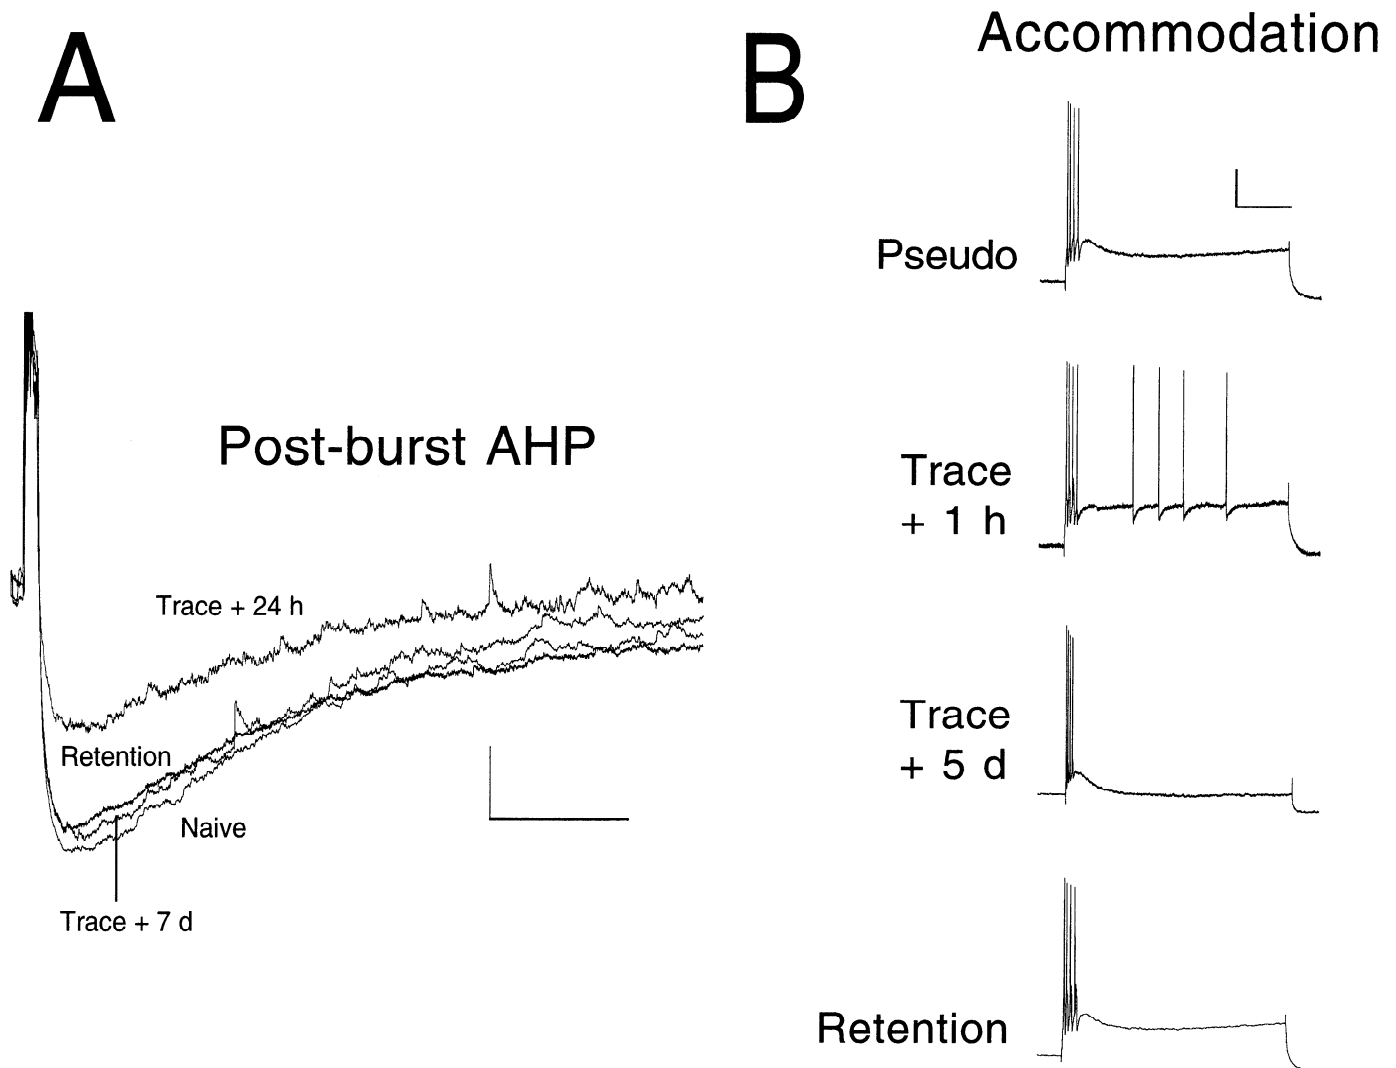 A
Post-burst AHP
Trace + 24 h
Retention
Naive
Trace + 7 d
B
Accommodation
Pseudo
Trace
+ 1 h
Trace
+ 5 d
Retention